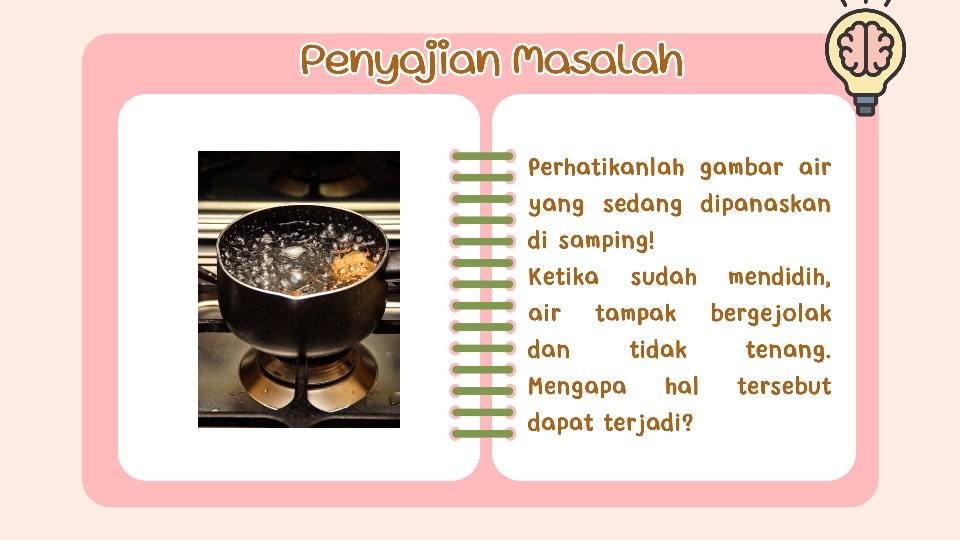 Penyajian Masalah
Perhatikanlah gambar air
yang sedang dipanaskan
di samping!
Ketika sudah mendidih,
air tampak bergejolak
dan tidak tenang.
Mengapa hal tersebut
dapat terjadi?